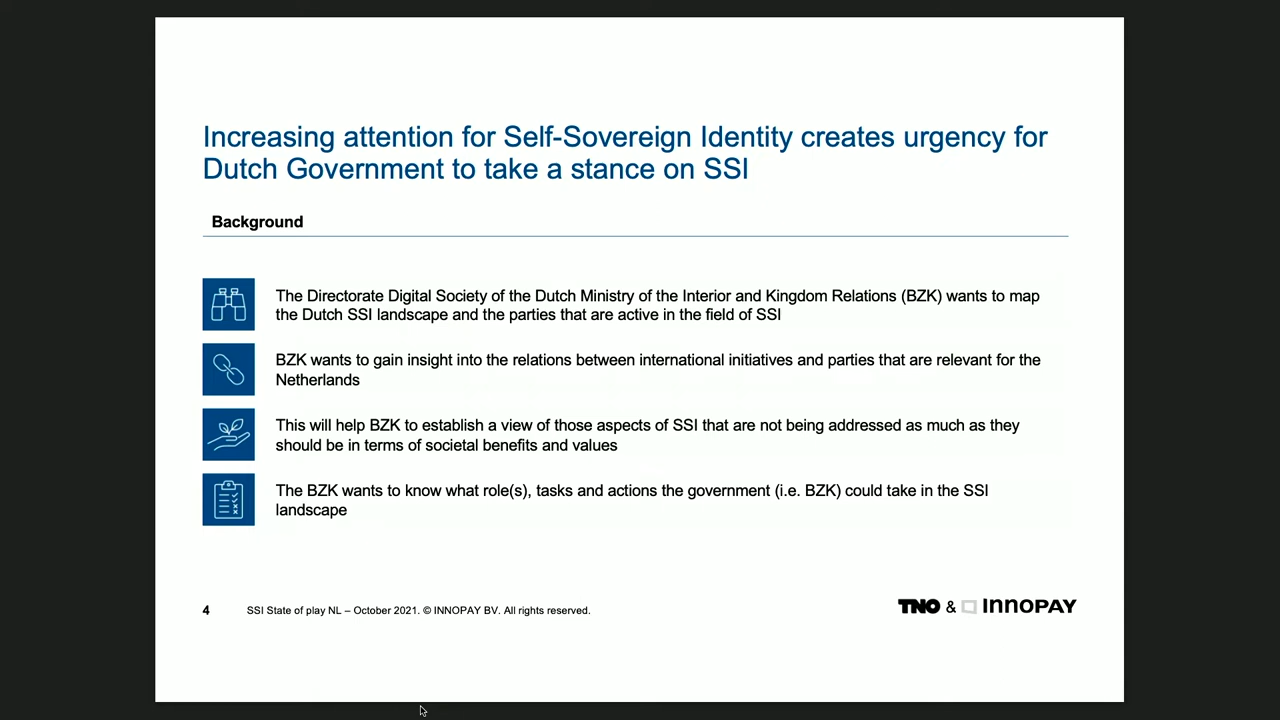 Increasing attention for Self-Sovereign Identity creates urgency for
Dutch Government to take a stance on SSI
Background
The Directorate Digital Society of the Dutch Ministry of the Interior and Kingdom Relations (BZK) wants to map
the Dutch SSI landscape and the parties that are active in the field of SSI
BZK wants to gain insight into the relations between international initiatives and parties that are relevant for the
Netherlands
This will help BZK to establish a view of those aspects of SSI that are not being addressed as much as they
should be in terms of societal benefits and values
The BZK wants to know what role(s), tasks and actions the government (i.e. BZK) could take in the SSI
landscape
4 SSI State of play NL – October 2021. © INNOPAY BV. All rights reserved.
TNO & INNOPAY